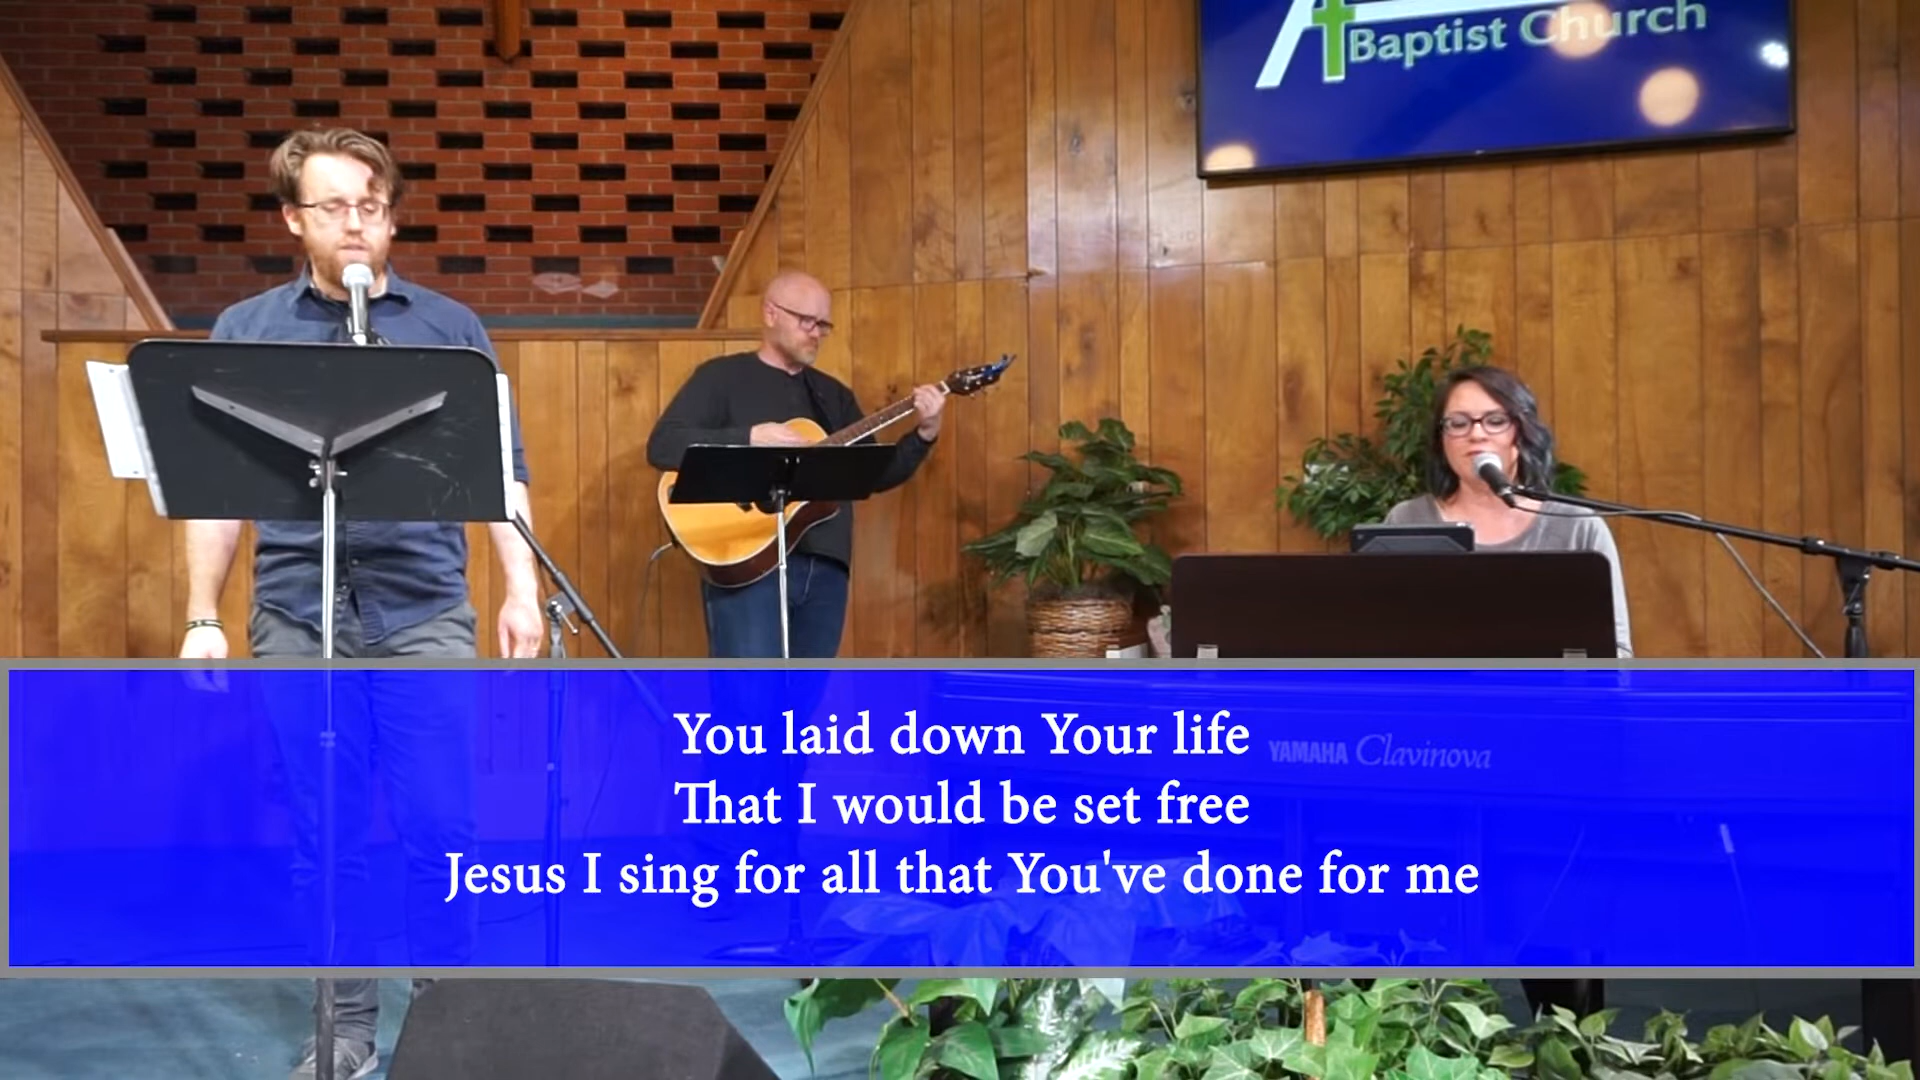 Baptist Church
You laid down Your life
YAMAHA Clavinova
That I would be set free
Jesus I sing for all that You've done for me